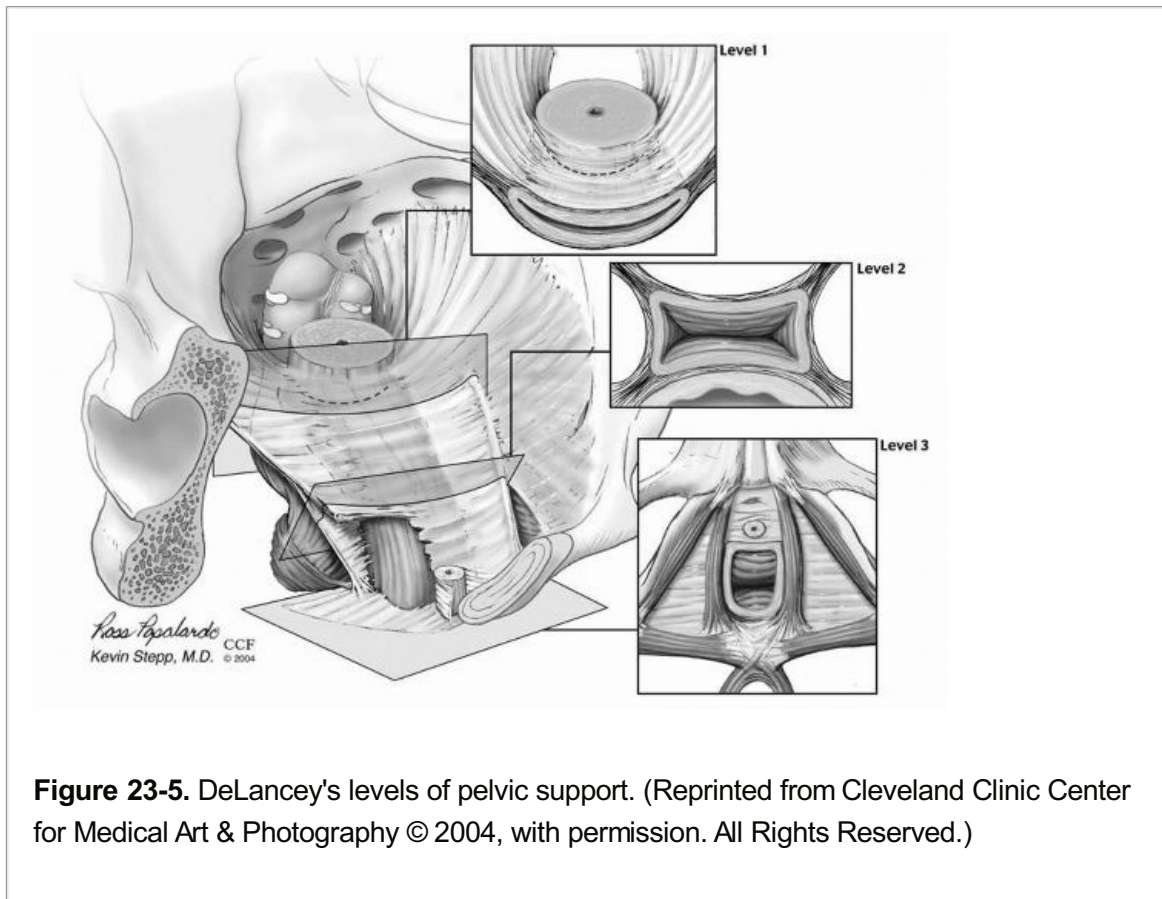 Level 1
Level 2
Level 3
Ross Papalardo
CCF
Kevin Stepp, M.D. © 2004
Figure 23-5. DeLancey's levels of pelvic support. (Reprinted from Cleveland Clinic Center
for Medical Art & Photography © 2004, with permission. All Rights Reserved.)